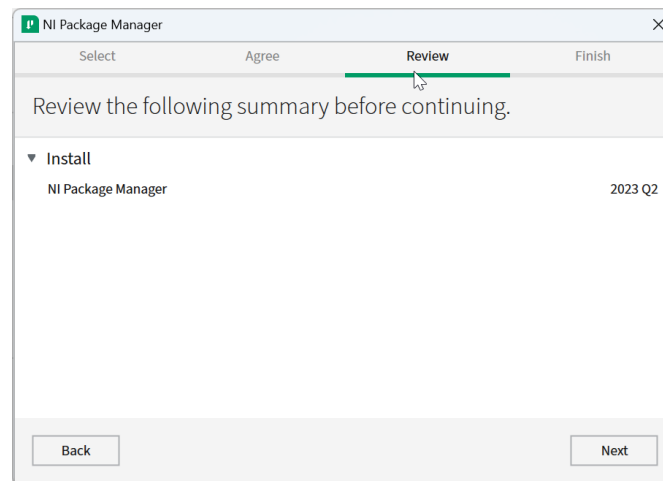 NI Package Manager
Select Agree Review Finish
Review the following summary before continuing.
Install
NI Package Manager 2023 Q2
Back Next